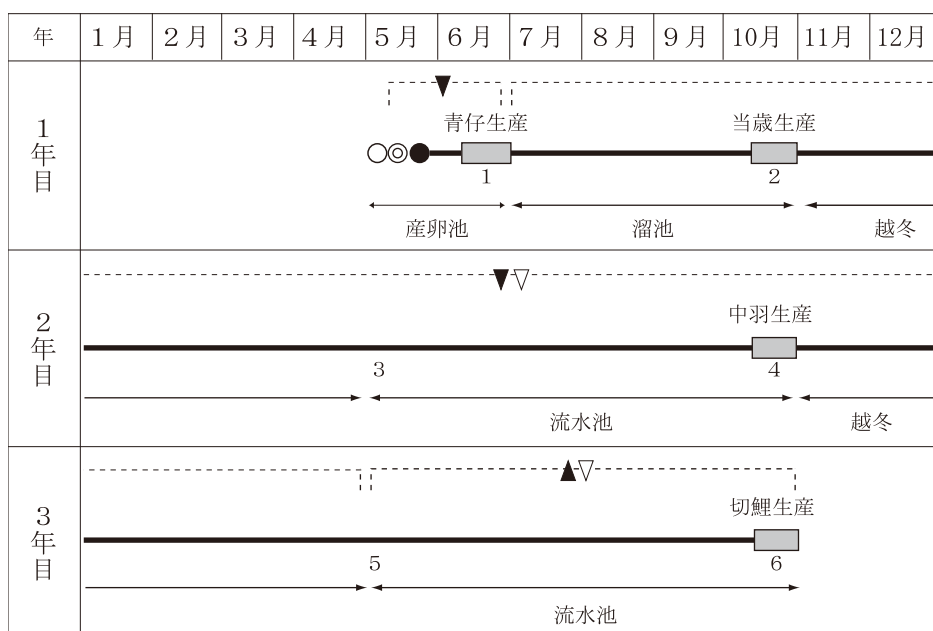 年 1月 2月 3月 4月 5月 6月 7月 8月 9月 10月 11月 12月
1年目
青仔生産 当歳生産
1 2
産卵池 溜池 越冬
2年目
中羽生産
3 4
流水池 越冬
3年目
切鯉生産
5 6
流水池